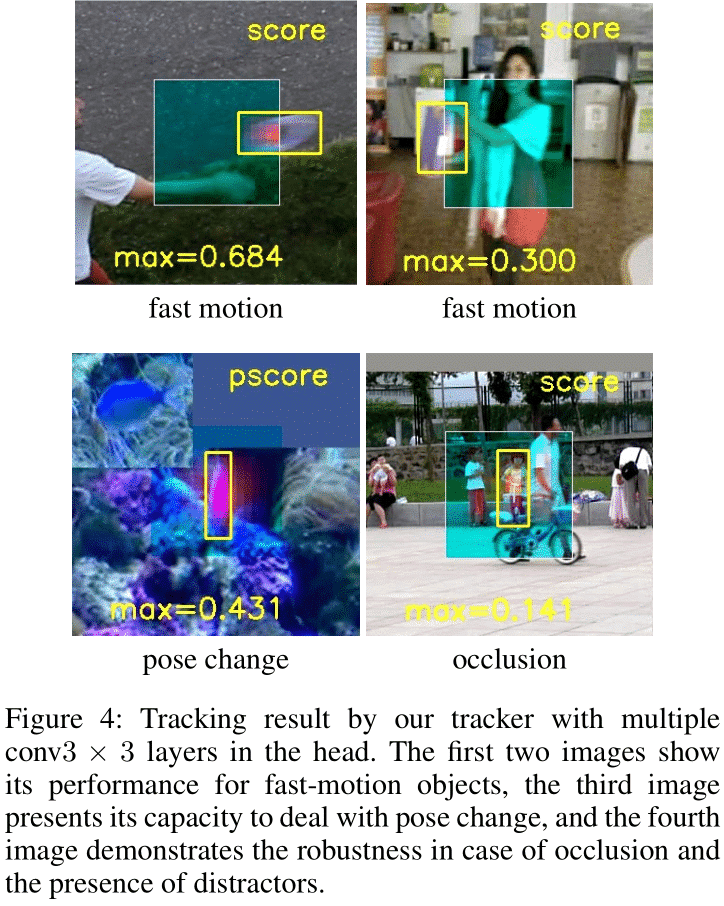 score
score
max=0.684
max=0.300
fast motion
fast motion
pscore
score
max=0.431
max=0.141
pose change
occlusion
Figure 4: Tracking result by our tracker with multiple
conv3 × 3 layers in the head. The first two images show
its performance for fast-motion objects, the third image
presents its capacity to deal with pose change, and the fourth
image demonstrates the robustness in case of occlusion and
the presence of distractors.